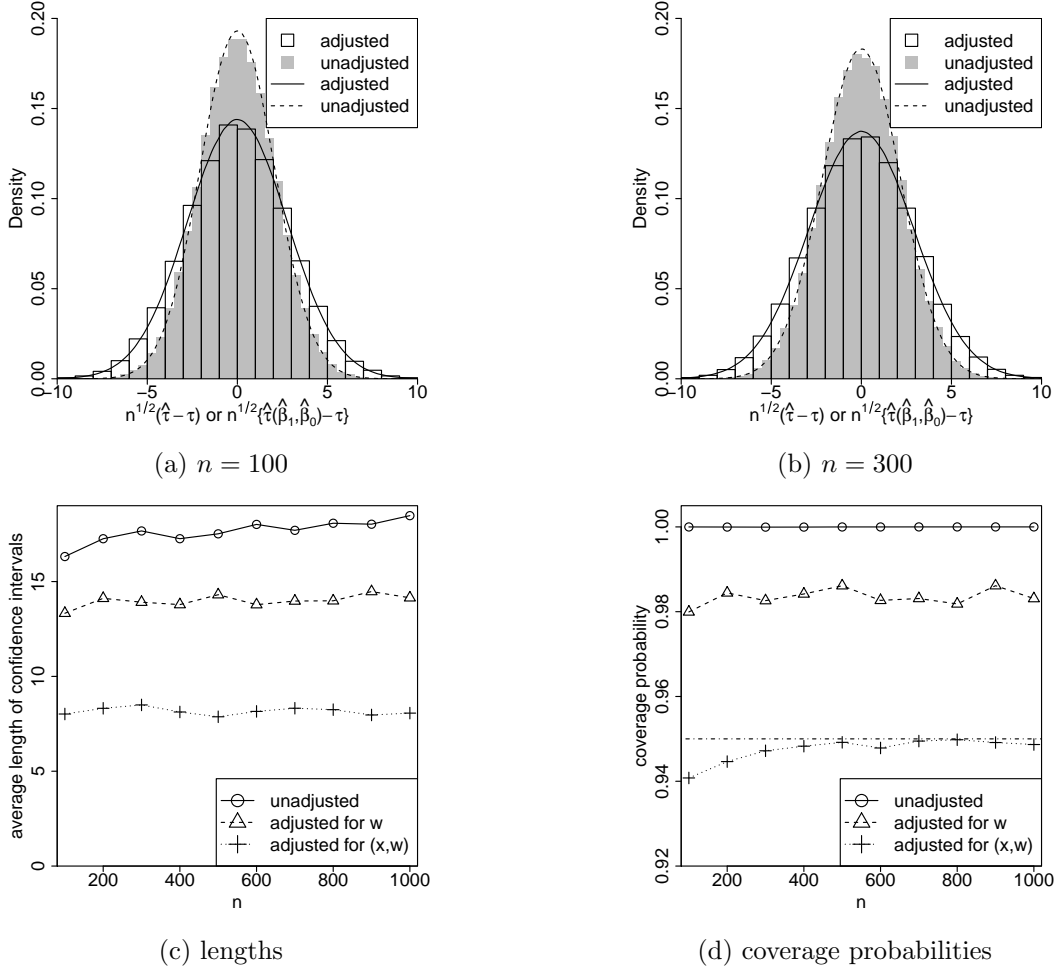 0.20
0.15
0.10
0.05
0.00
Density
adjusted
unadjusted
adjusted
unadjusted
−10 −5 0 5 10
n^{1/2}(τ̂ − τ) or n^{1/2}{τ̂(β̂₁,β̂₀)−τ}
(a) n = 100
0.20
0.15
0.10
0.05
0.00
Density
adjusted
unadjusted
adjusted
unadjusted
−10 −5 0 5 10
n^{1/2}(τ̂ − τ) or n^{1/2}{τ̂(β̂₁,β̂₀)−τ}
(b) n = 300
15
10
5
0
average length of confidence intervals
unadjusted
adjusted for w
adjusted for (x,w)
200 400 600 800 1000
n
(c) lengths
1.00
0.98
0.96
0.94
0.92
coverage probability
unadjusted
adjusted for w
adjusted for (x,w)
200 400 600 800 1000
n
(d) coverage probabilities